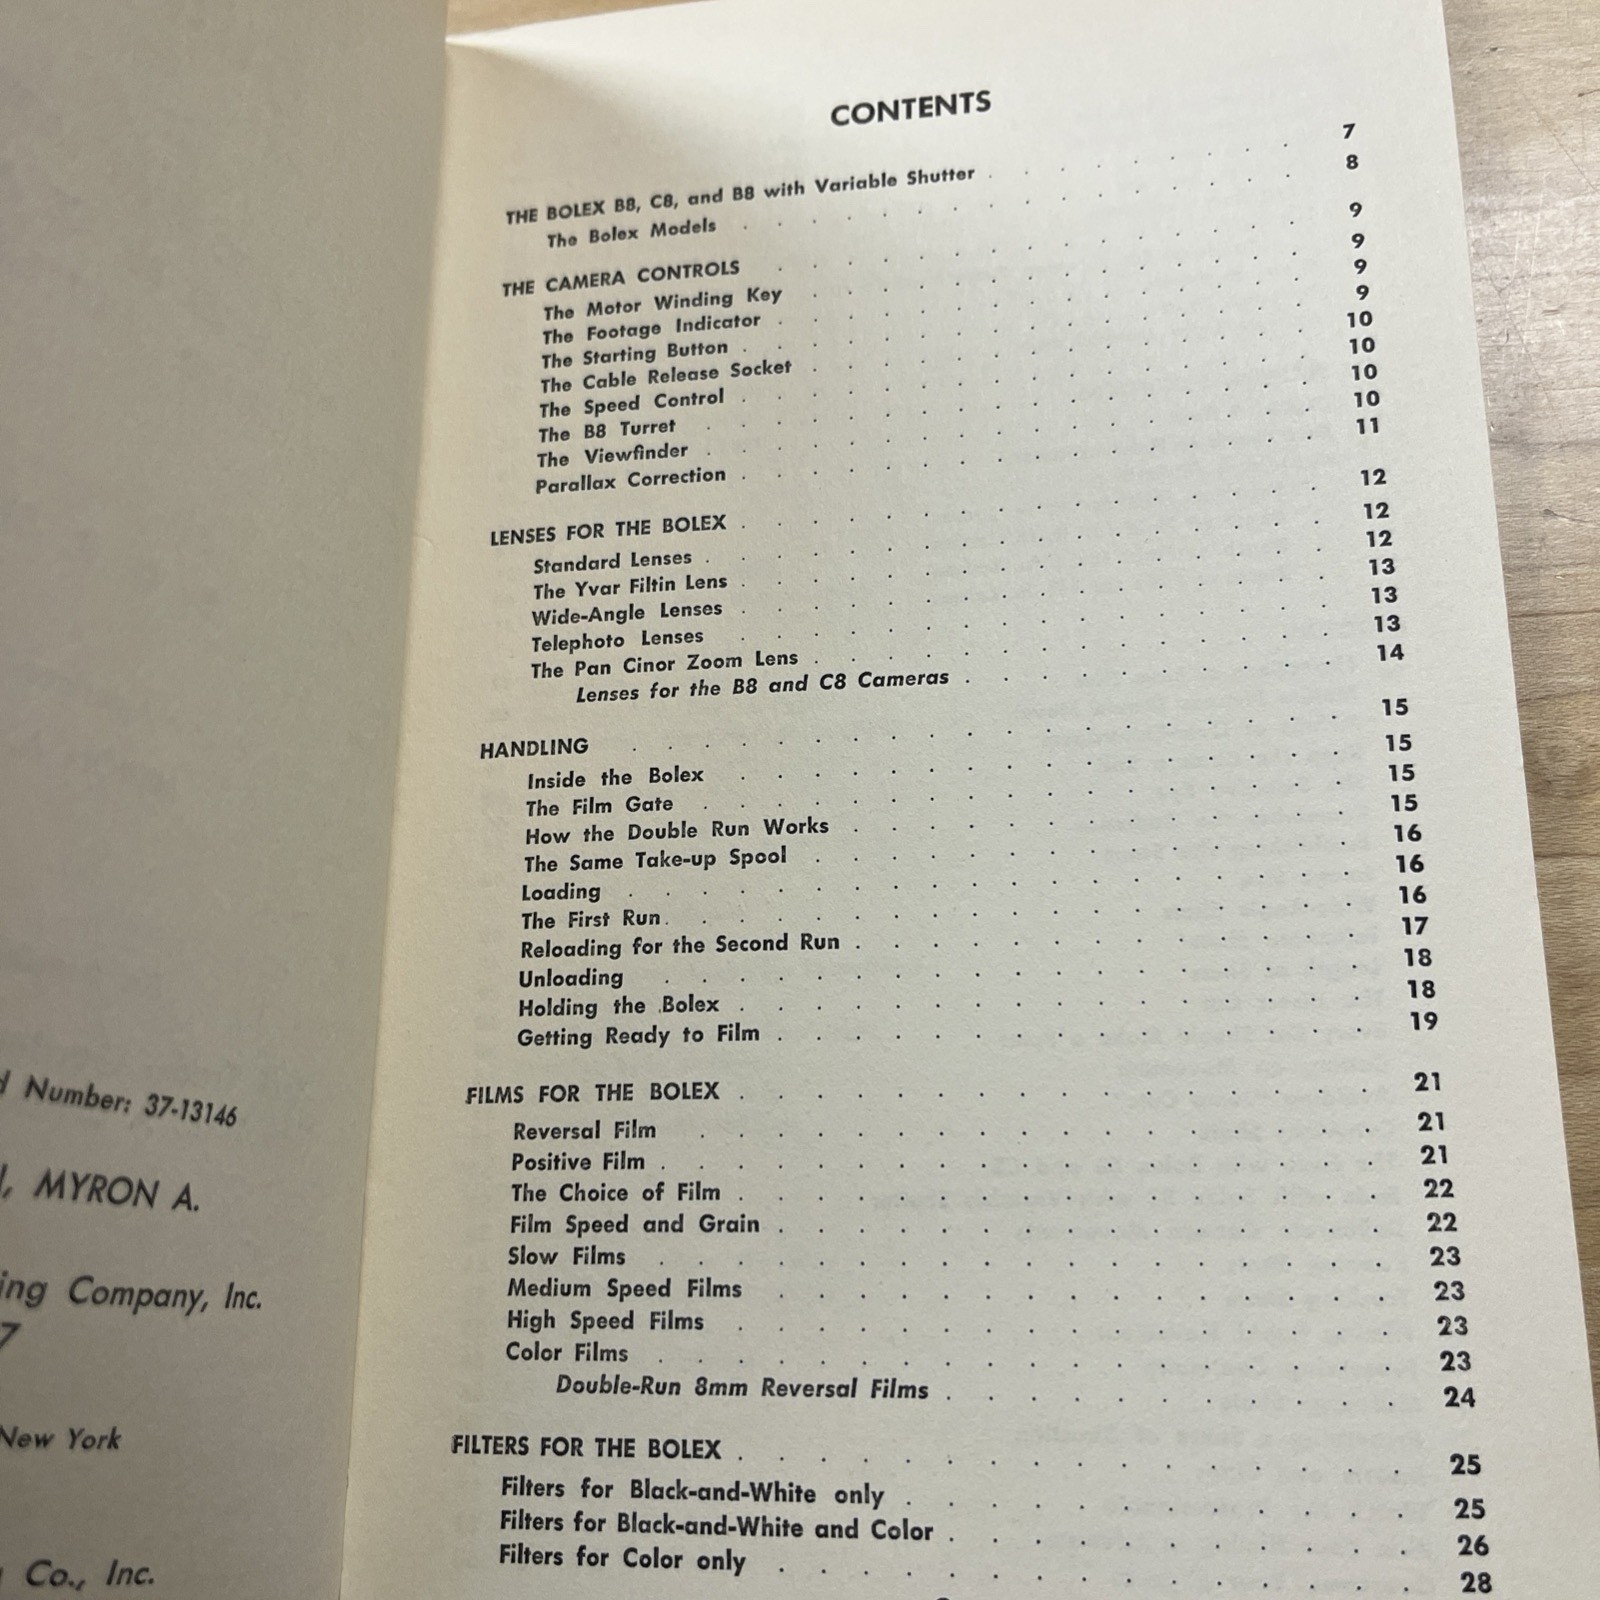 Number: 37-13146
MYRON A.
Company, Inc.
7
New York
Co., Inc.
CONTENTS
THE BOLEX B8, C8, and B8 with Variable Shutter . . . . . . . . . 7
The Bolex Models . . . . . . . . . . . . . . . 8
THE CAMERA CONTROLS . . . . . . . . . . . . . . . 9
The Motor Winding Key . . . . . . . . . . . . . . 9
The Footage Indicator . . . . . . . . . . . . . . . 9
The Starting Button . . . . . . . . . . . . . . . . 9
The Cable Release Socket . . . . . . . . . . . . . . 10
The Speed Control . . . . . . . . . . . . . . . . 10
The B8 Turret . . . . . . . . . . . . . . . . . 10
The Viewfinder . . . . . . . . . . . . . . . . . 10
Parallax Correction . . . . . . . . . . . . . . . . 11
LENSES FOR THE BOLEX . . . . . . . . . . . . . . . . 12
Standard Lenses . . . . . . . . . . . . . . . . . 12
The Yvar Filtin Lens . . . . . . . . . . . . . . . . 12
Wide-Angle Lenses . . . . . . . . . . . . . . . . 13
Telephoto Lenses . . . . . . . . . . . . . . . . 13
The Pan Cinor Zoom Lens . . . . . . . . . . . . . . 13
Lenses for the B8 and C8 Cameras . . . . . . . . . . 14
HANDLING . . . . . . . . . . . . . . . . . . . 15
Inside the Bolex . . . . . . . . . . . . . . . . 15
The Film Gate . . . . . . . . . . . . . . . . . 15
How the Double Run Works . . . . . . . . . . . . . 15
The Same Take-up Spool . . . . . . . . . . . . . . 16
Loading . . . . . . . . . . . . . . . . . . . 16
The First Run . . . . . . . . . . . . . . . . . . 16
Reloading for the Second Run . . . . . . . . . . . . . 17
Unloading . . . . . . . . . . . . . . . . . . 18
Holding the Bolex . . . . . . . . . . . . . . . . 18
Getting Ready to Film . . . . . . . . . . . . . . . 19
FILMS FOR THE BOLEX . . . . . . . . . . . . . . . . 21
Reversal Film . . . . . . . . . . . . . . . . . 21
Positive Film . . . . . . . . . . . . . . . . . . 21
The Choice of Film . . . . . . . . . . . . . . . . 22
Film Speed and Grain . . . . . . . . . . . . . . . 22
Slow Films . . . . . . . . . . . . . . . . . . 23
Medium Speed Films . . . . . . . . . . . . . . . 23
High Speed Films . . . . . . . . . . . . . . . . 23
Color Films . . . . . . . . . . . . . . . . . . 23
Double-Run 8mm Reversal Films . . . . . . . . . . . 24
FILTERS FOR THE BOLEX . . . . . . . . . . . . . . . . 25
Filters for Black-and-White only . . . . . . . . . . . . 25
Filters for Black-and-White and Color . . . . . . . . . . . 26
Filters for Color only . . . . . . . . . . . . . . . 28